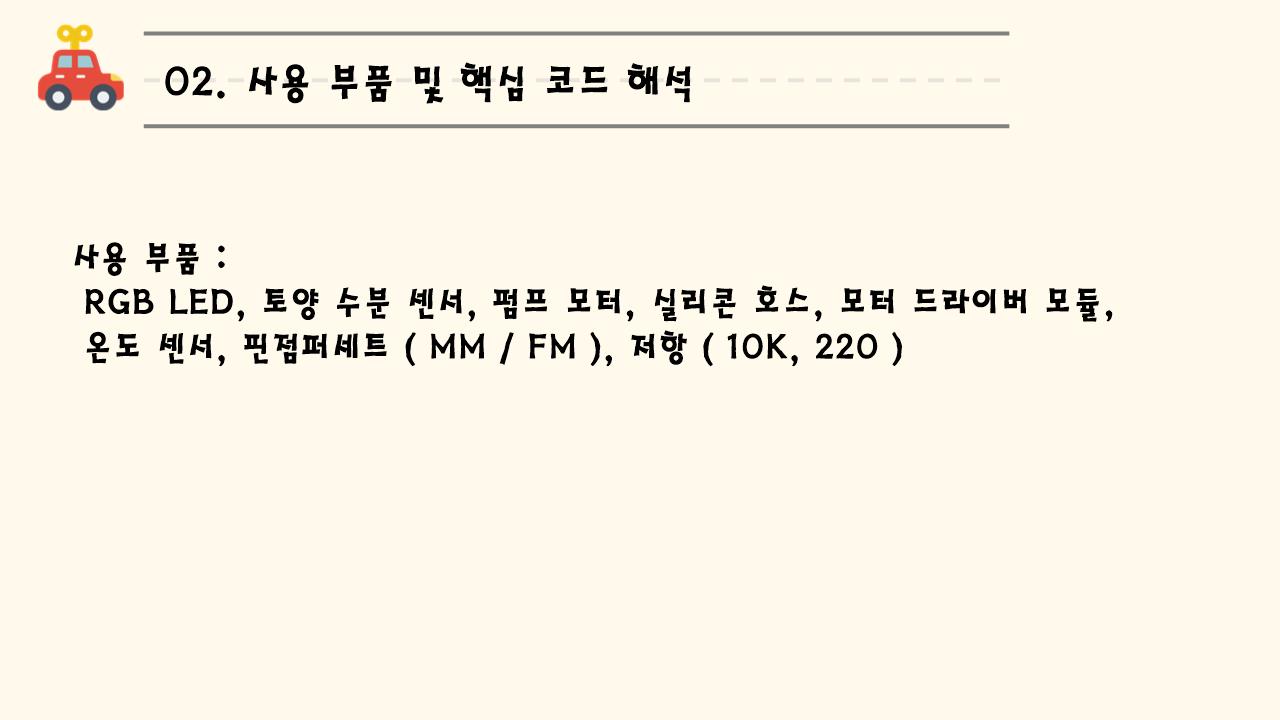 02. 사용 부품 및 핵심 코드 해석
사용 부품 :
RGB LED, 토양 수분 센서, 펌프 모터, 실리콘 호스, 모터 드라이버 모듈,
온도 센서, 핀점퍼세트 ( MM / FM ), 저항 ( 10K, 220 )